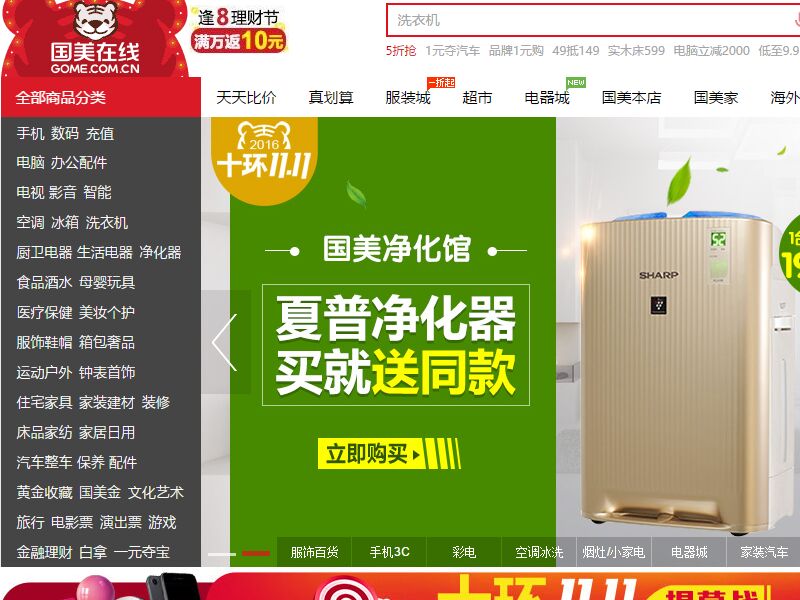 国美在线
GOME.COM.CN
逢8理财节
满万返10元
洗衣机
5折抢 1元夺汽车 品牌1元购 49抵149 实木床599 电脑立减2000 低至9.9
全部商品分类
天天比价 真划算 服装城 一折起 超市 电器城 NEW 国美本店 国美家 海外
手机 数码 充值
电脑 办公配件
电视 影音 智能
空调 冰箱 洗衣机
厨卫电器 生活电器 净化器
食品酒水 母婴玩具
医疗保健 美妆个护
服饰鞋帽 箱包奢品
运动户外 钟表首饰
住宅家具 家装建材 装修
床品家纺 家居日用
汽车整车 保养 配件
黄金收藏 国美金 文化艺术
旅行 电影票 演出票 游戏
金融理财 白拿 一元夺宝
2016
十环11.11
国美净化馆
夏普净化器
买就送同款
立即购买
SHARP
52
1台
服饰百货 手机3C 彩电 空调冰洗 烟灶/小家电 电器城 家装汽车
十环11.11